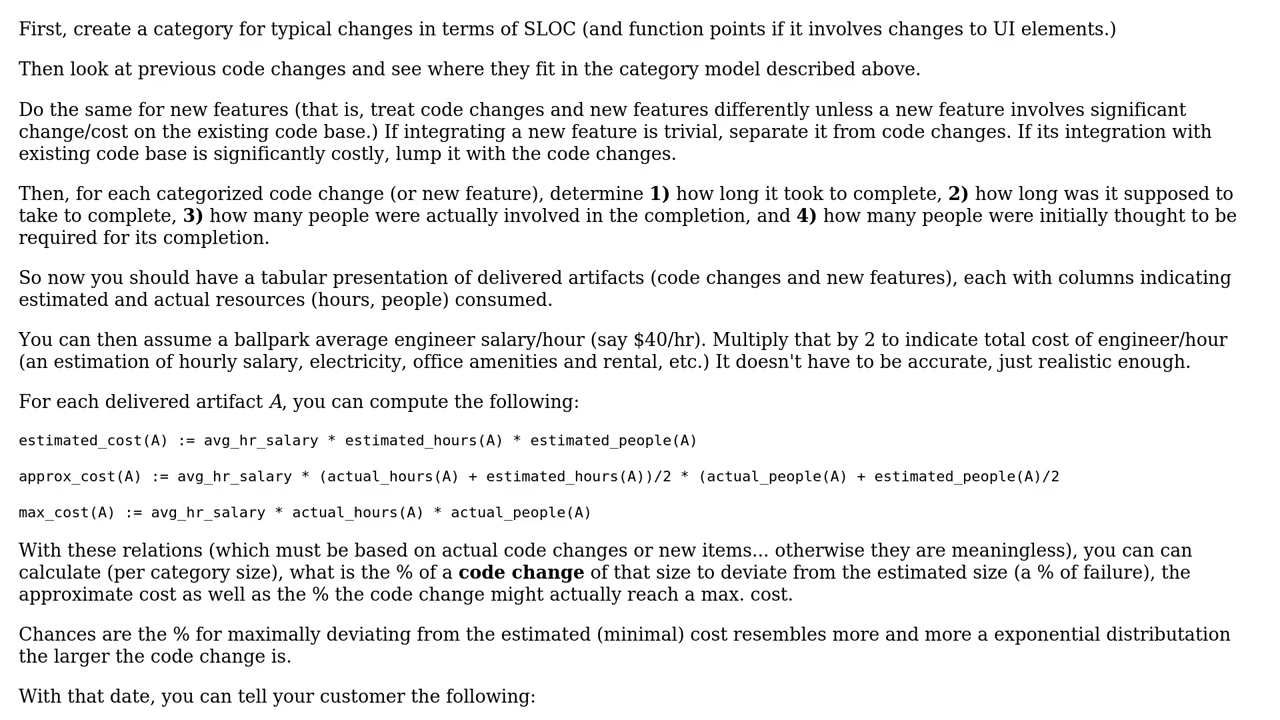 First, create a category for typical changes in terms of SLOC (and function points if it involves changes to UI elements.)
Then look at previous code changes and see where they fit in the category model described above.
Do the same for new features (that is, treat code changes and new features differently unless a new feature involves significant
change/cost on the existing code base.) If integrating a new feature is trivial, separate it from code changes. If its integration with
existing code base is significantly costly, lump it with the code changes.
Then, for each categorized code change (or new feature), determine 1) how long it took to complete, 2) how long was it supposed to
take to complete, 3) how many people were actually involved in the completion, and 4) how many people were initially thought to be
required for its completion.
So now you should have a tabular presentation of delivered artifacts (code changes and new features), each with columns indicating
estimated and actual resources (hours, people) consumed.
You can then assume a ballpark average engineer salary/hour (say $40/hr). Multiply that by 2 to indicate total cost of engineer/hour
(an estimation of hourly salary, electricity, office amenities and rental, etc.) It doesn't have to be accurate, just realistic enough.
For each delivered artifact A, you can compute the following:
estimated_cost(A) := avg_hr_salary * estimated_hours(A) * estimated_people(A)
approx_cost(A) := avg_hr_salary * (actual_hours(A) + estimated_hours(A))/2 * (actual_people(A) + estimated_people(A)/2
max_cost(A) := avg_hr_salary * actual_hours(A) * actual_people(A)
With these relations (which must be based on actual code changes or new items... otherwise they are meaningless), you can can
calculate (per category size), what is the % of a code change of that size to deviate from the estimated size (a % of failure), the
approximate cost as well as the % the code change might actually reach a max. cost.
Chances are the % for maximally deviating from the estimated (minimal) cost resembles more and more a exponential distributation
the larger the code change is.
With that date, you can tell your customer the following: